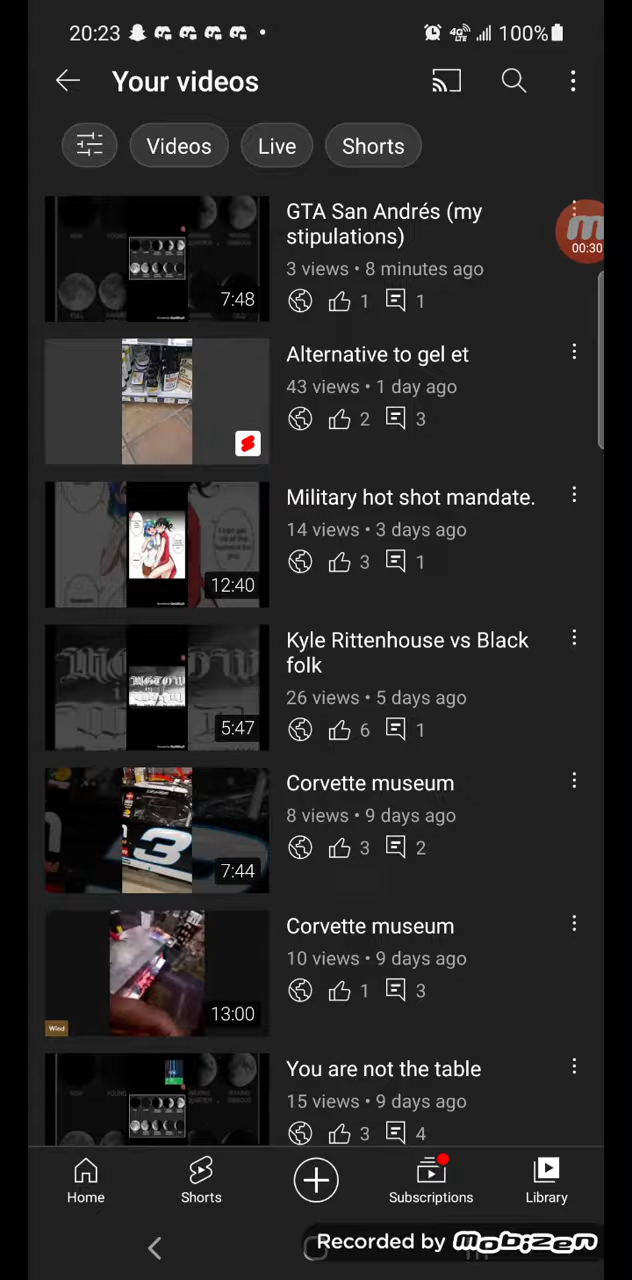 20:23
4G LTE 100%
Your videos
Videos Live Shorts
GTA San Andrés (my
stipulations)
00:30
3 views • 8 minutes ago
7:48
1 1
Alternative to gel et
43 views • 1 day ago
2 3
Military hot shot mandate.
14 views • 3 days ago
3 1
12:40
Kyle Rittenhouse vs Black
folk
MGTOW
26 views • 5 days ago
5:47
6 1
Corvette museum
8 views • 9 days ago
3
3 2
7:44
Corvette museum
10 views • 9 days ago
1 3
13:00
Wind
You are not the table
15 views • 9 days ago
3 4
Home Shorts Subscriptions Library
Recorded by mobizen